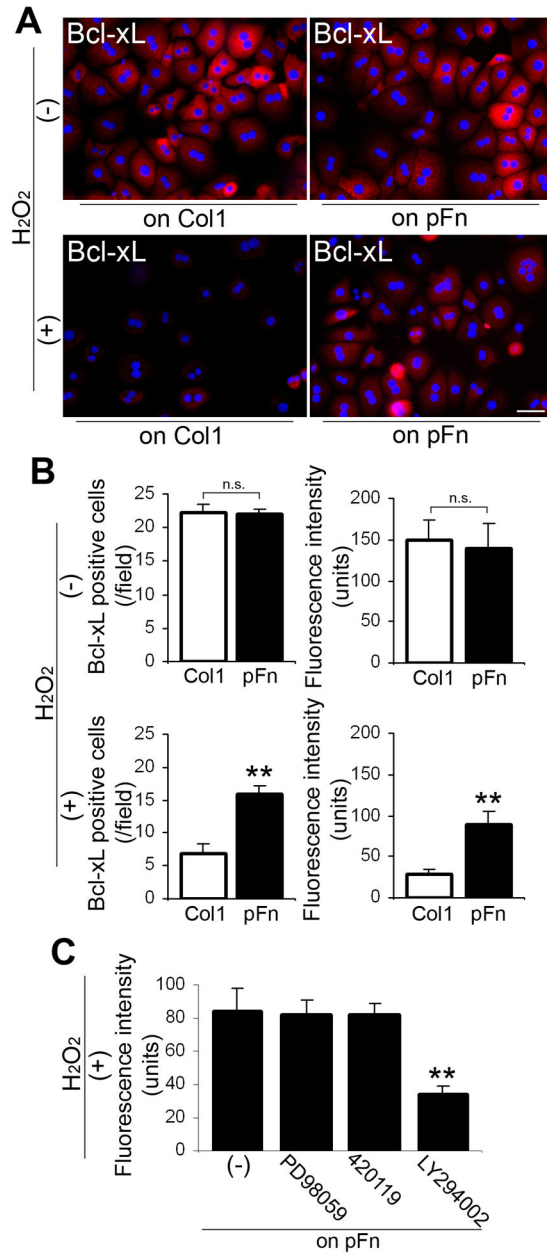 A
Bcl-xL
Bcl-xL
(-)
on Col1
on pFn
H₂O₂
Bcl-xL
Bcl-xL
(+)
on Col1
on pFn
B
n.s.
n.s.
Bcl-xL positive cells
(/field)
25
20
15
10
5
0
Col1
pFn
Fluorescence intensity
(units)
200
150
100
50
0
Col1
pFn
(-)
H₂O₂
(+)
Bcl-xL positive cells
(/field)
20
15
10
5
0
**
Col1
pFn
Fluorescence intensity
(units)
200
150
100
50
0
**
Col1
pFn
C
H₂O₂
(+)
Fluorescence intensity
(units)
100
80
60
40
20
0
**
(-)
PD98059
420119
LY294002
on pFn